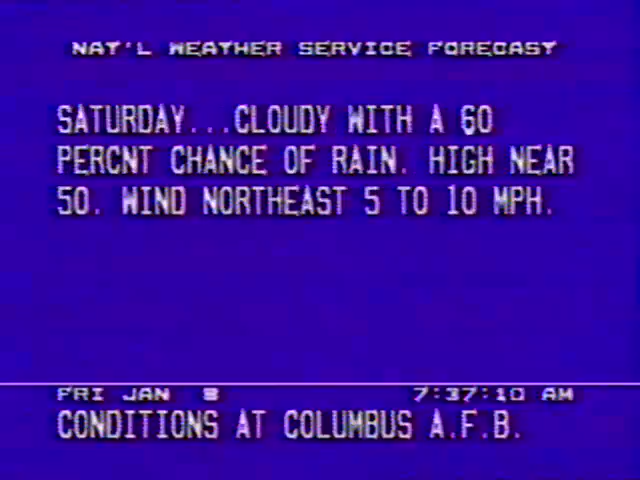 NAT'L WEATHER SERVICE FORECAST
SATURDAY...CLOUDY WITH A 60
PERCNT CHANCE OF RAIN. HIGH NEAR
50. WIND NORTHEAST 5 TO 10 MPH.
FRI JAN 8 7:37:10 AM
CONDITIONS AT COLUMBUS A.F.B.